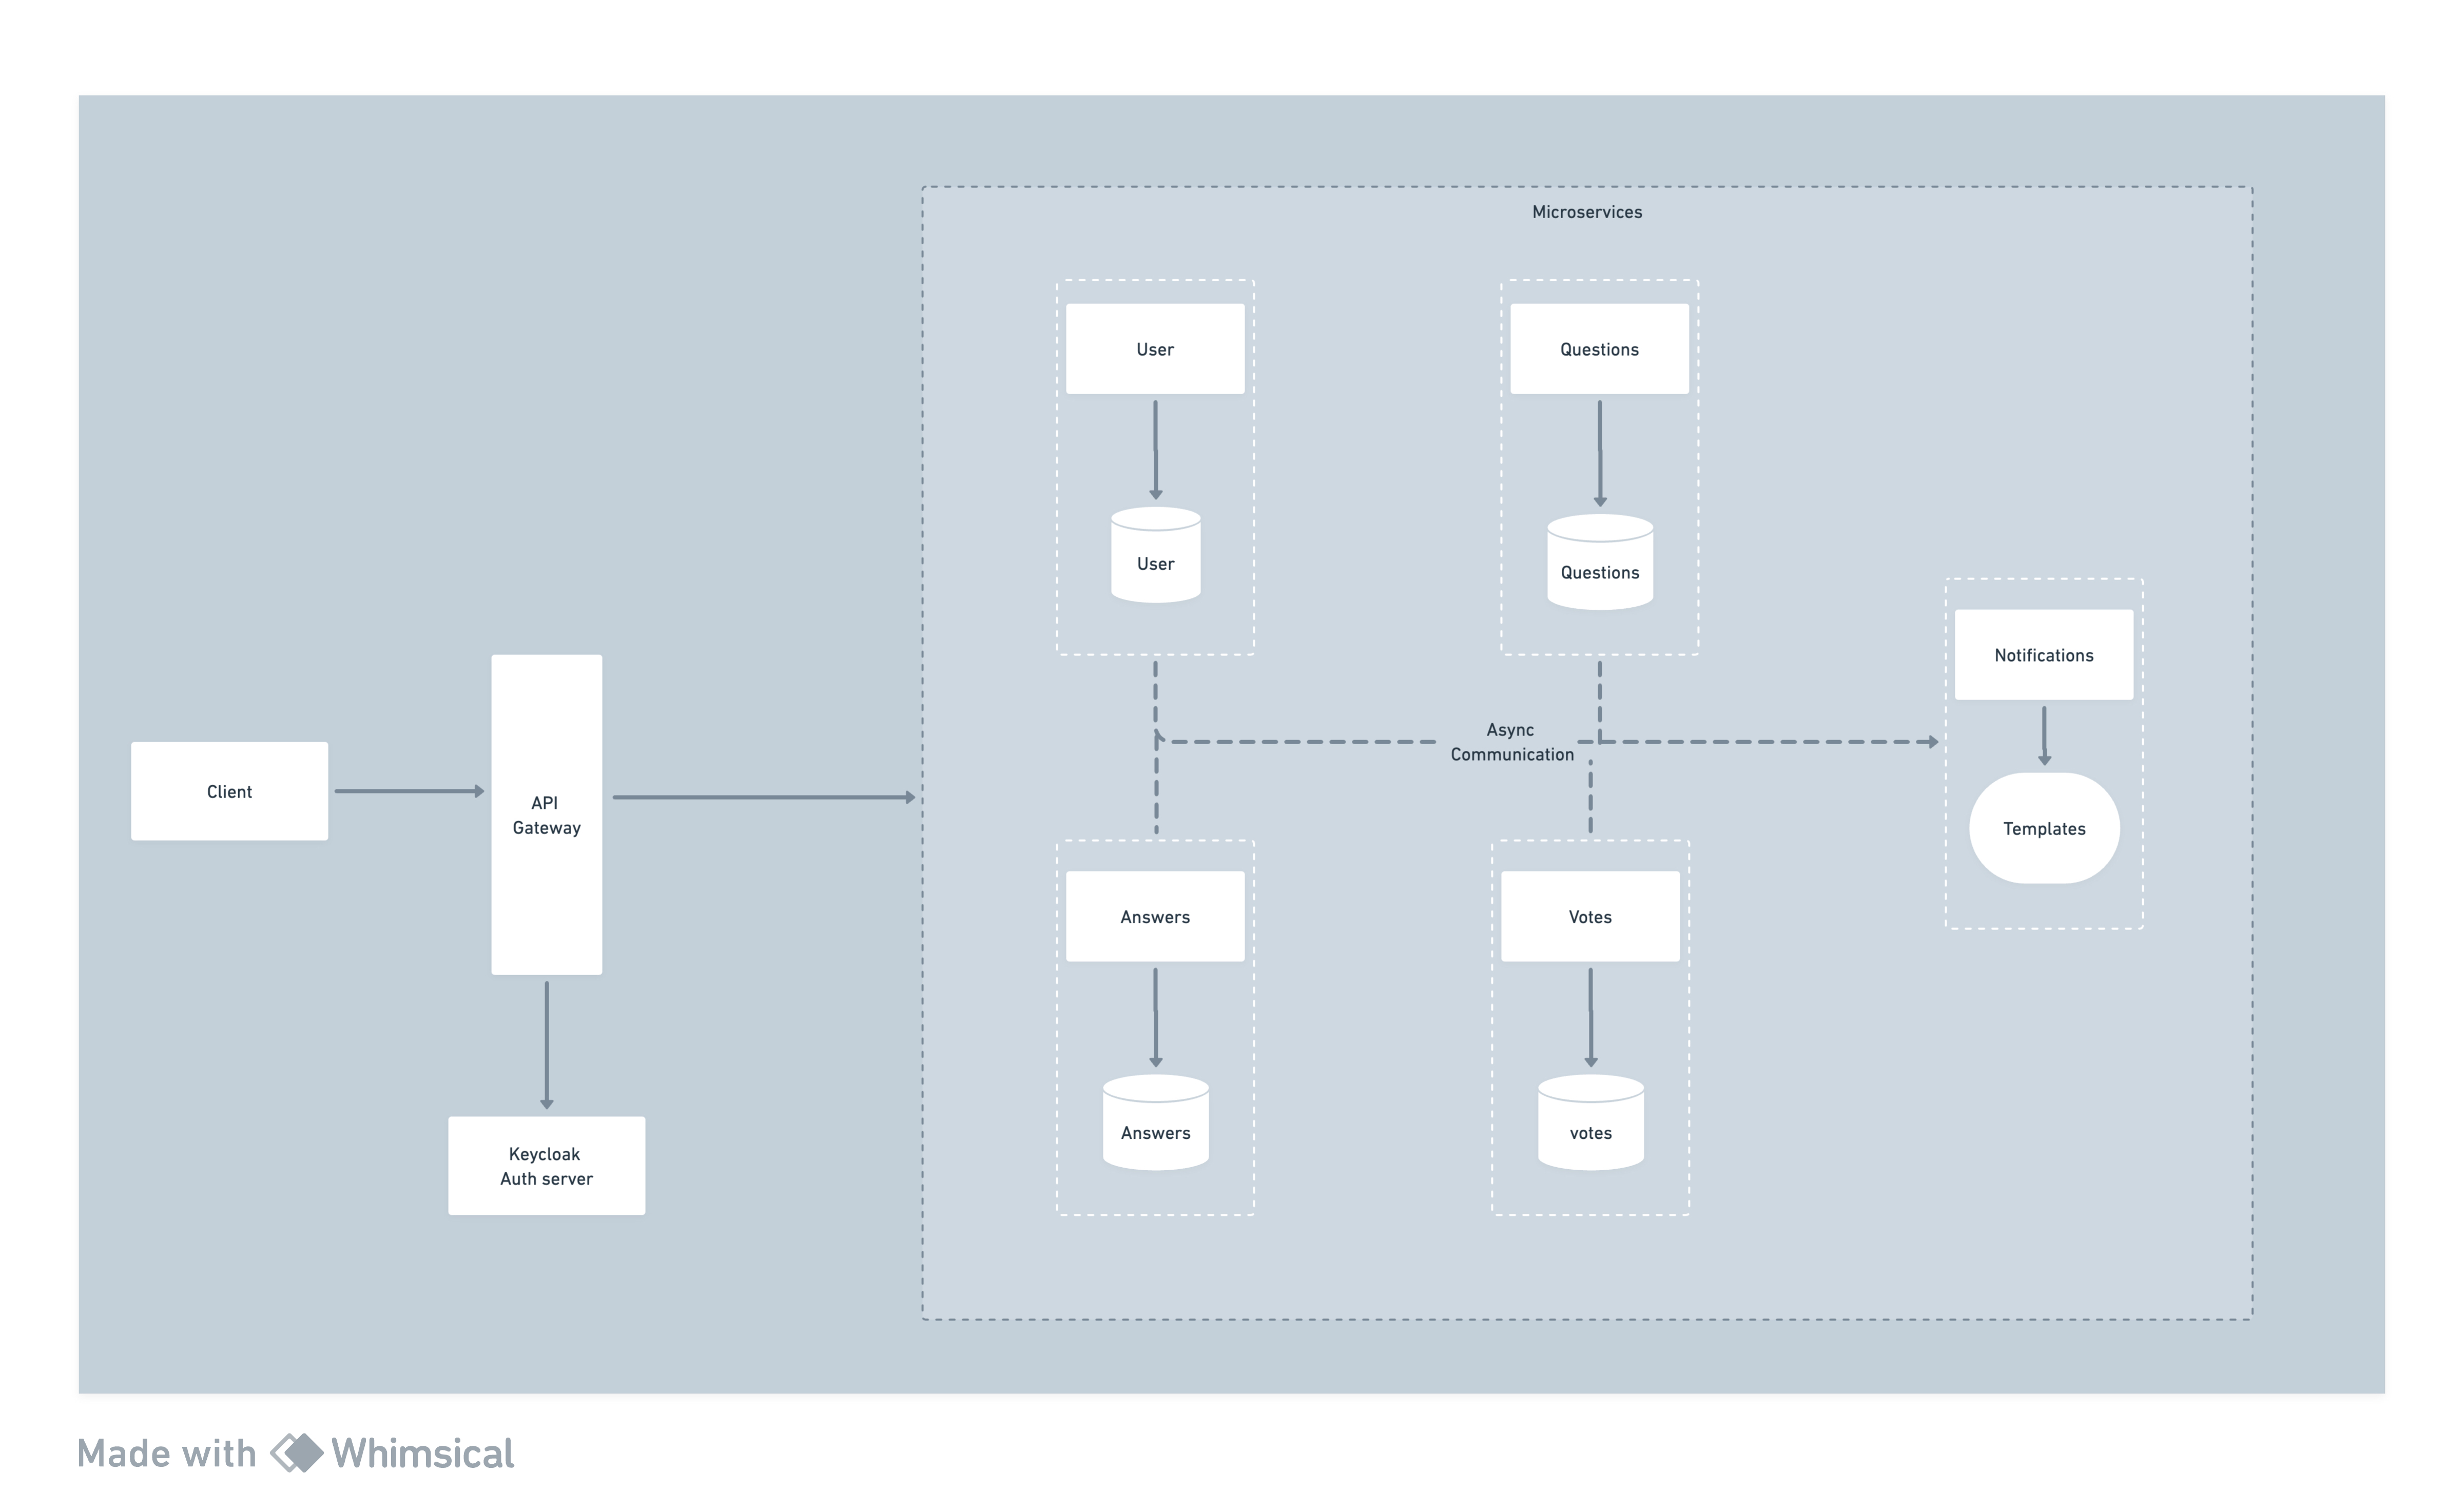 Microservices
User
Questions
User
Questions
Notifications
Async
Communication
Client
API
Gateway
Templates
Answers
Votes
Answers
votes
Keycloak
Auth server
Made with Whimsical